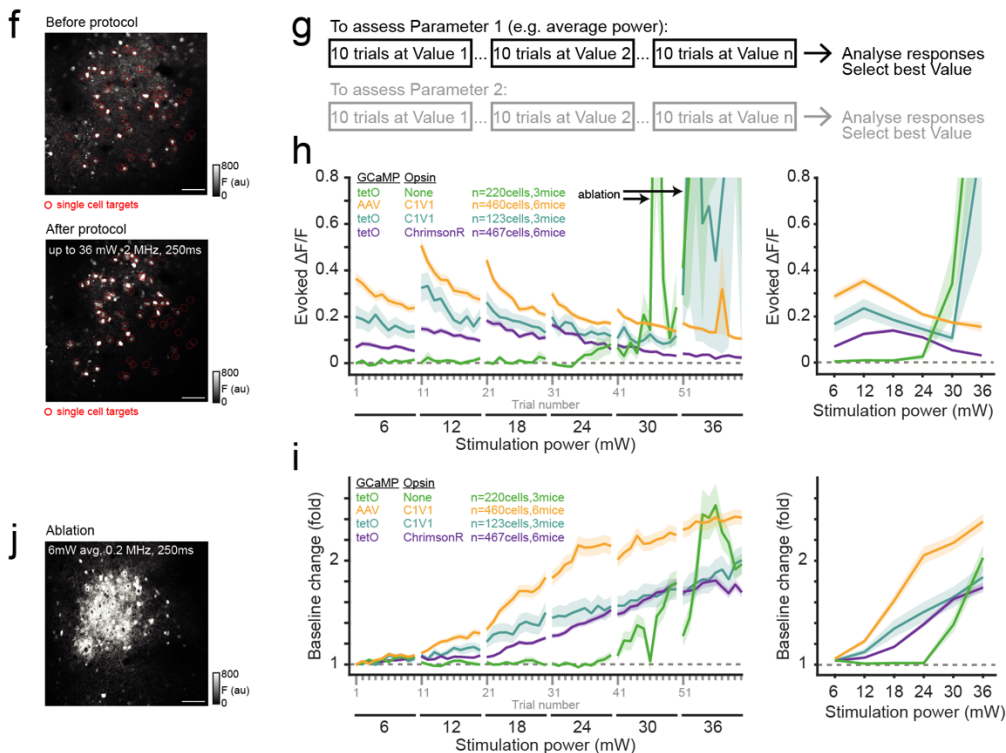 f
Before protocol
800
F (au)
0
single cell targets
After protocol
up to 36 mW, 2 MHz, 250ms
800
F (au)
0
single cell targets
g
To assess Parameter 1 (e.g. average power):
10 trials at Value 1 ... 10 trials at Value 2 ... 10 trials at Value n
Analyse responses
Select best Value
To assess Parameter 2:
10 trials at Value 1 ... 10 trials at Value 2 ... 10 trials at Value n
Analyse responses
Select best Value
h
GCaMP Opsin
tetO None n=220cells,3mice
AAV C1V1 n=460cells,6mice
tetO C1V1 n=123cells,3mice
tetO ChrimsonR n=467cells,6mice
ablation
Evoked ΔF/F
0.8
0.6
0.4
0.2
0
1 11 21 31 41 51
Trial number
6 12 18 24 30 36
Stimulation power (mW)
Evoked ΔF/F
0.8
0.6
0.4
0.2
0
6 12 18 24 30 36
Stimulation power (mW)
i
GCaMP Opsin
tetO None n=220cells,3mice
AAV C1V1 n=460cells,6mice
tetO C1V1 n=123cells,3mice
tetO ChrimsonR n=467cells,6mice
Baseline change (fold)
2
1
1 11 21 31 41 51
Trial number
6 12 18 24 30 36
Stimulation power (mW)
Baseline change (fold)
2
1
6 12 18 24 30 36
Stimulation power (mW)
j
Ablation
6mW avg, 0.2 MHz, 250ms
800
F (au)
0